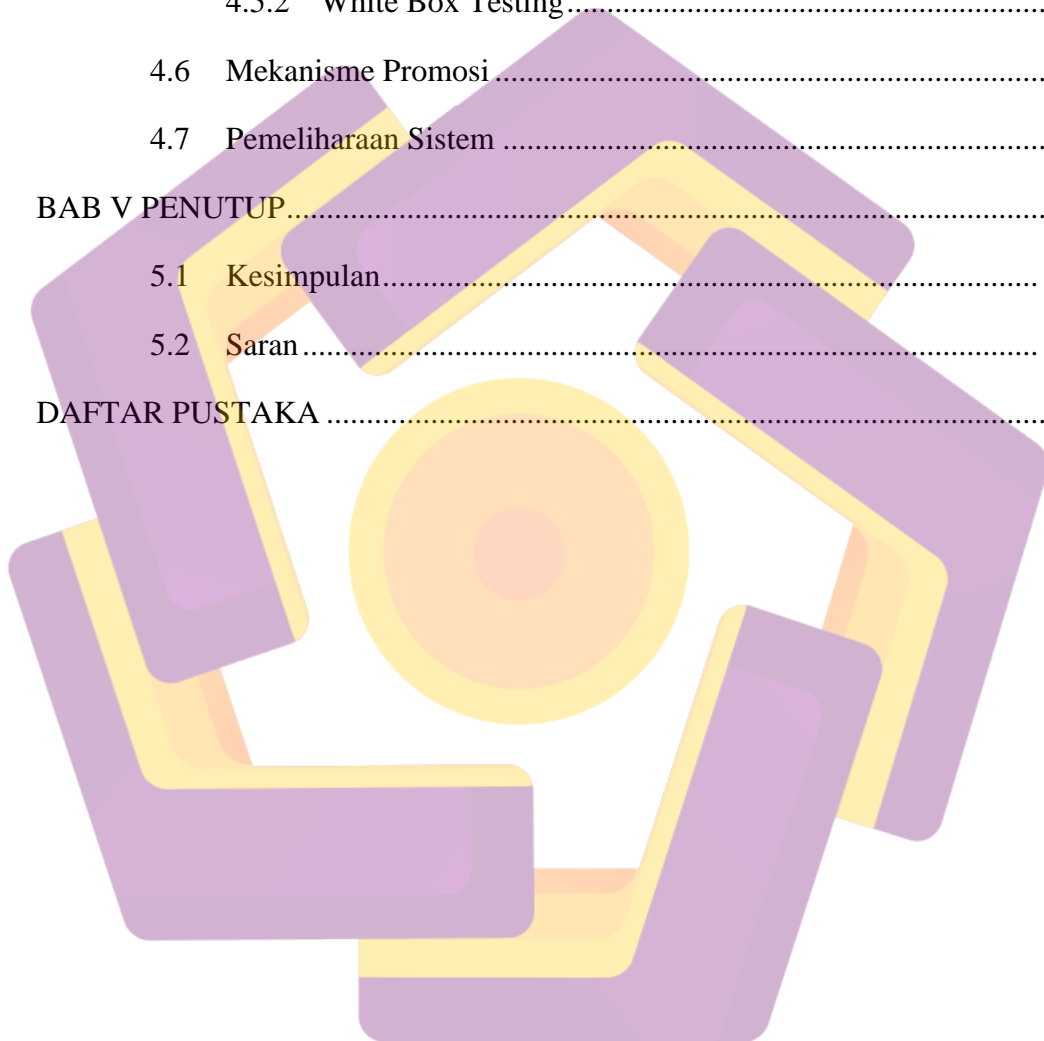 4.5.2 White Box Testing........................................................
4.6 Mekanisme Promosi........................................................
4.7 Pemeliharaan Sistem........................................................
BAB V PENUTUP........................................................
5.1 Kesimpulan........................................................
5.2 Saran........................................................
DAFTAR PUSTAKA........................................................